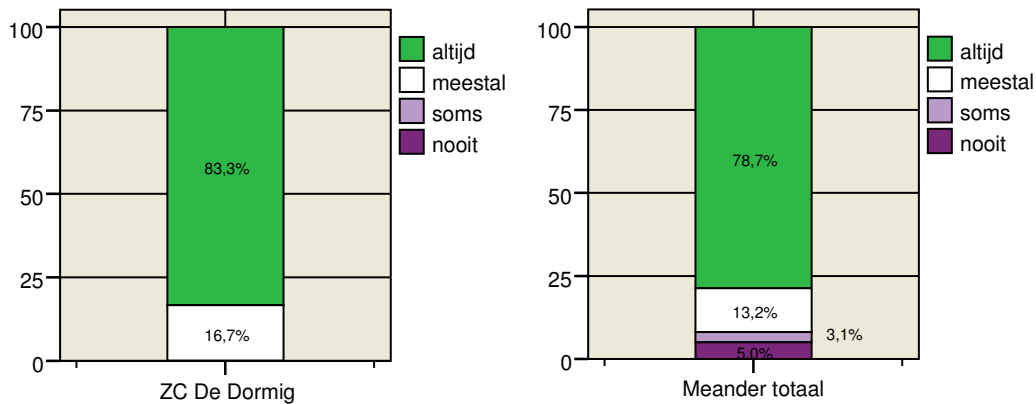 100
75
50
25
0
83,3%
16,7%
ZC De Dormig
altijd
meestal
soms
nooit
100
75
50
25
0
78,7%
13,2%
3,1%
5,0%
Meander totaal
altijd
meestal
soms
nooit